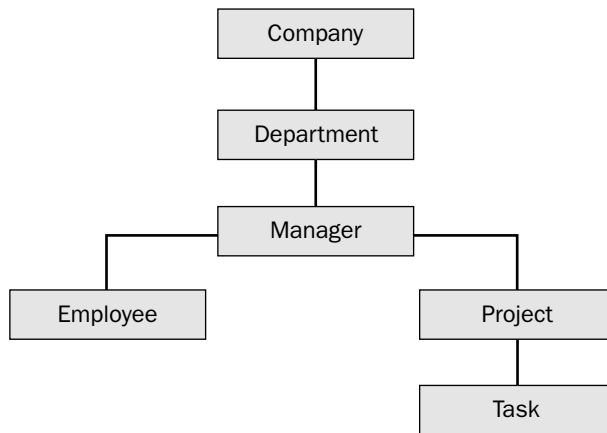 Company
Department
Manager
Employee
Project
Task